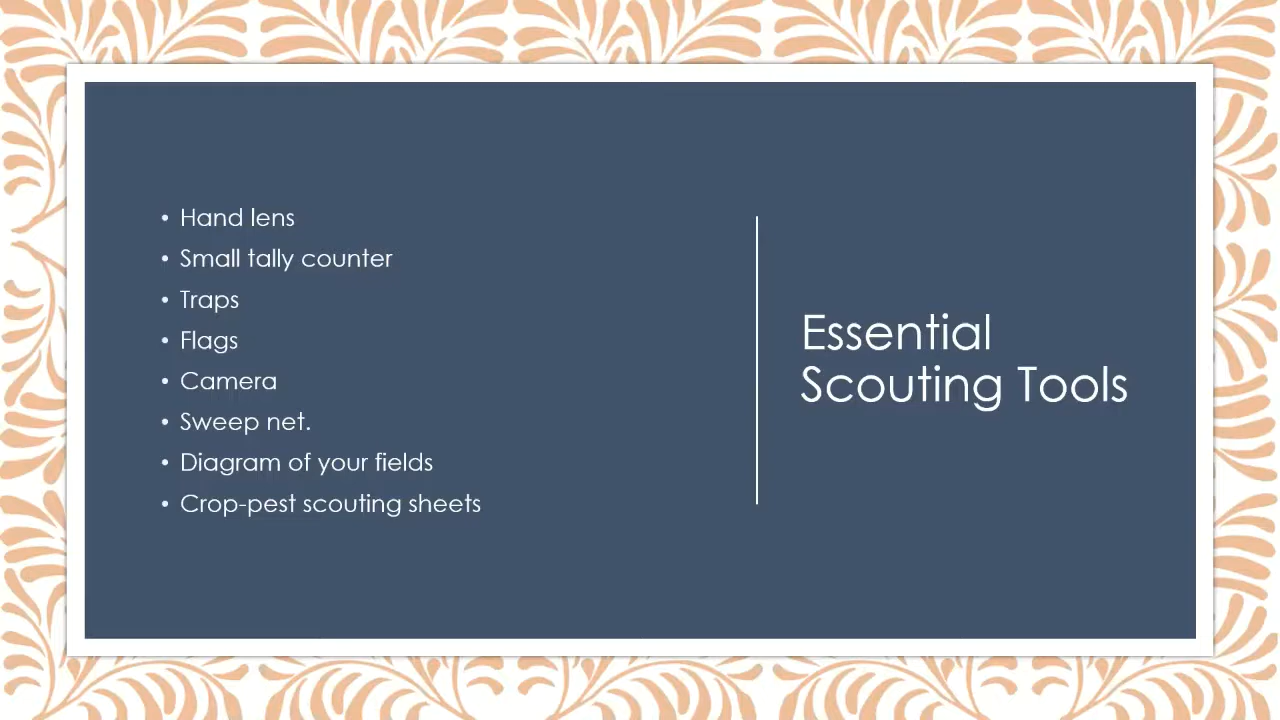 • Hand lens
• Small tally counter
• Traps
• Flags
• Camera
• Sweep net.
• Diagram of your fields
• Crop-pest scouting sheets
Essential
Scouting Tools